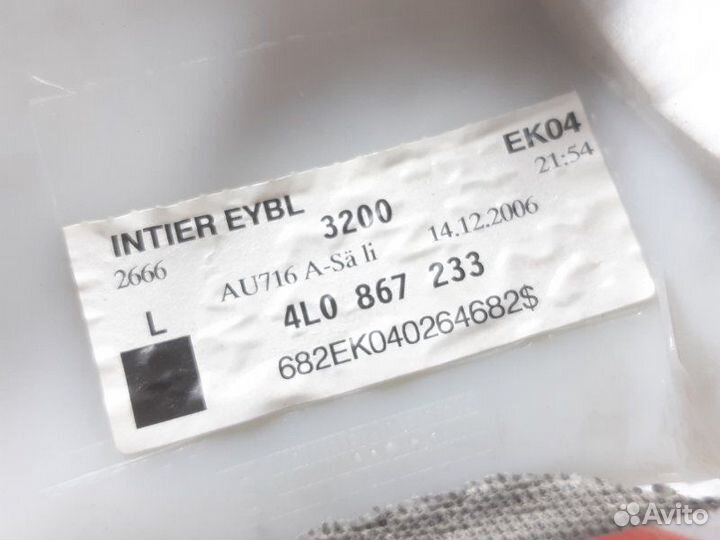 INTIER EYBL 3200 EK04
2666 AU716 A-Sä li 14.12.2006 21:54
L 4L0 867 233
682EK040264682$
Avito